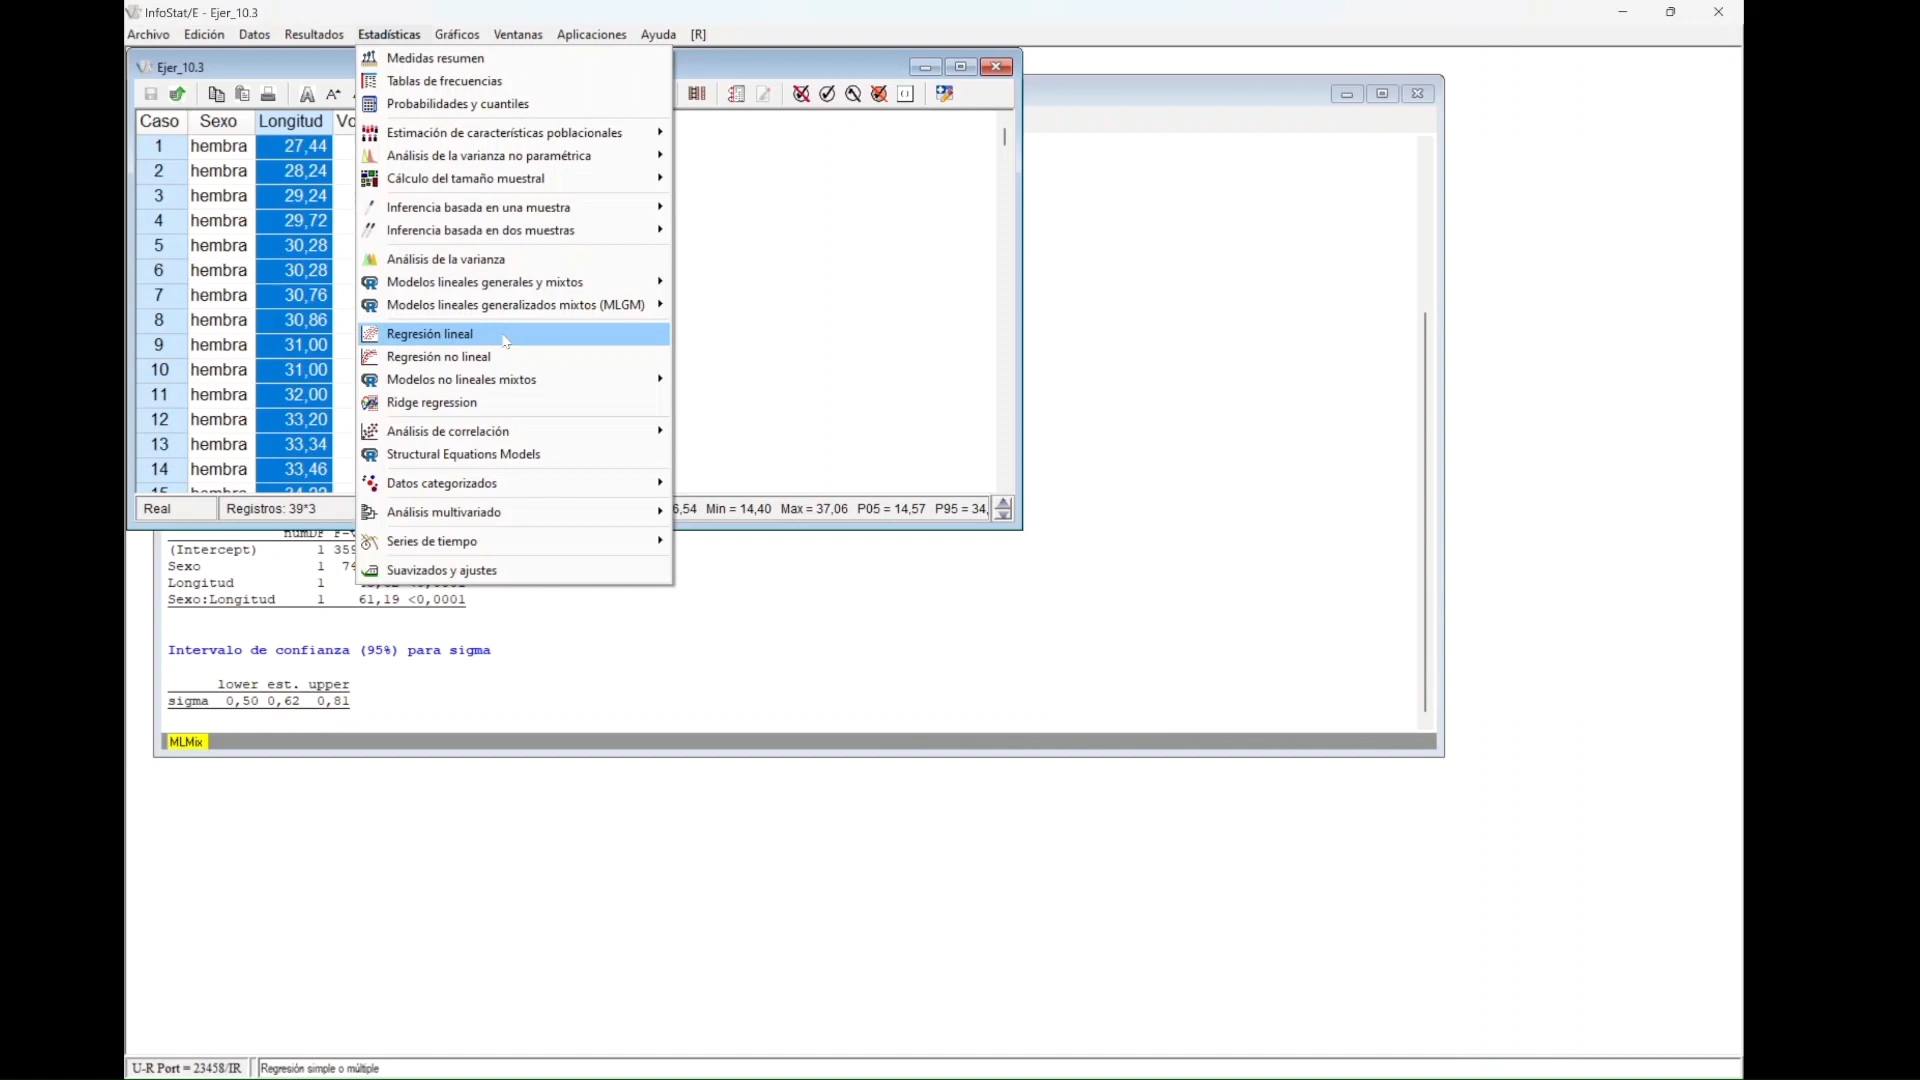 InfoStat/E - Ejer_10.3
Archivo Edición Datos Resultados Estadísticas Gráficos Ventanas Aplicaciones Ayuda [R]
Ejer_10.3
Medidas resumen
Tablas de frecuencias
Probabilidades y cuantiles
Estimación de características poblacionales
Análisis de la varianza no paramétrica
Cálculo del tamaño muestral
Inferencia basada en una muestra
Inferencia basada en dos muestras
Análisis de la varianza
Modelos lineales generales y mixtos
Modelos lineales generalizados mixtos (MLGM)
Regresión lineal
Regresión no lineal
Modelos no lineales mixtos
Ridge regression
Análisis de correlación
Structural Equations Models
Datos categorizados
Análisis multivariado
Series de tiempo
Suavizados y ajustes
Caso Sexo Longitud Vo
1 hembra 27,44
2 hembra 28,24
3 hembra 29,24
4 hembra 29,72
5 hembra 30,28
6 hembra 30,28
7 hembra 30,76
8 hembra 30,86
9 hembra 31,00
10 hembra 31,00
11 hembra 32,00
12 hembra 33,20
13 hembra 33,34
14 hembra 33,46
Real Registros: 39*3 6,54 Min = 14,40 Max = 37,06 P05 = 14,57 P95 = 34,
numDF F-v
(Intercept) 1 359
Sexo 1 74
Longitud 1
Sexo:Longitud 1 61,19 <0,0001
Intervalo de confianza (95%) para sigma
lower est. upper
sigma 0,50 0,62 0,81
MLMix
U-R Port = 23458/IR Regresión simple o múltiple